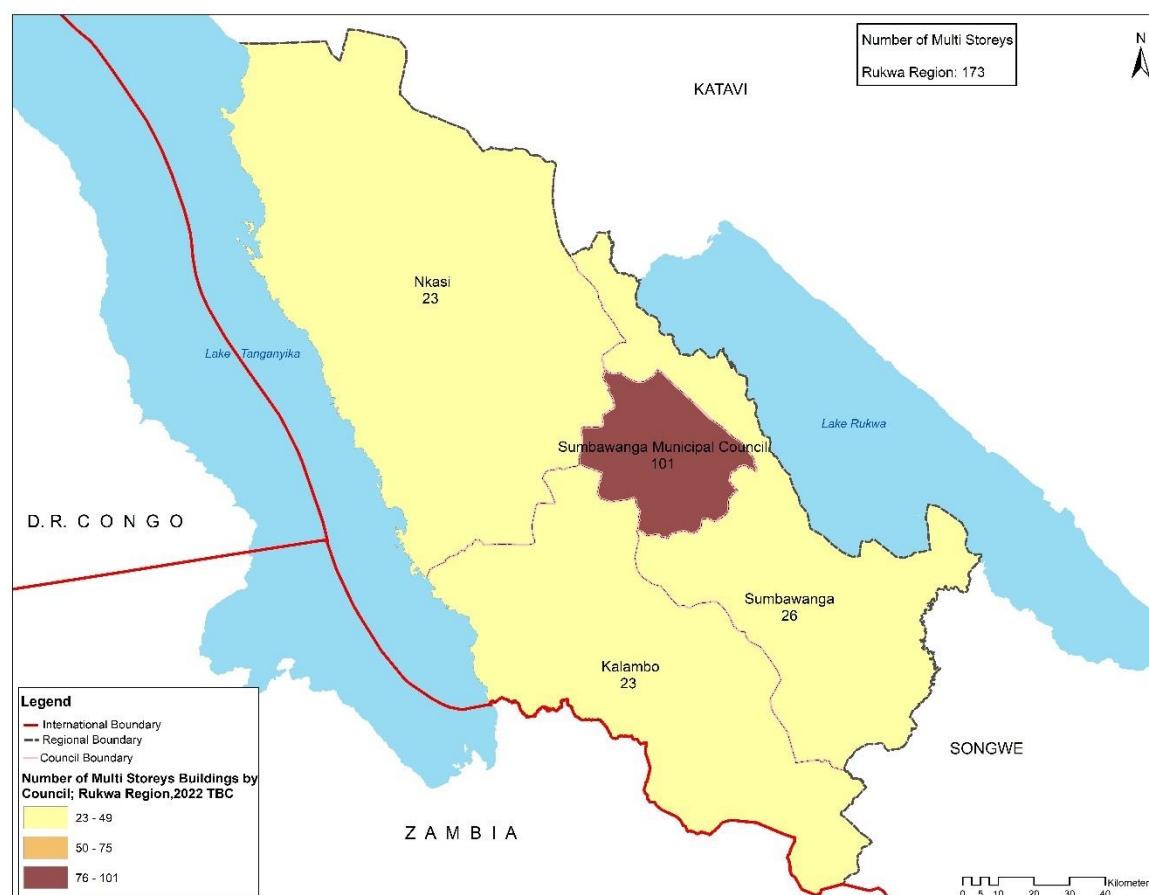 Number of Multi Storeys
Rukwa Region: 173
N
KATAVI
Nkasi
23
Lake Tanganyika
Lake Rukwa
Sumbawanga Municipal Council
101
D.R. CONGO
Sumbawanga
26
Kalambo
23
SONGWE
ZAMBIA
Legend
International Boundary
Regional Boundary
Council Boundary
Number of Multi Storeys Buildings by
Council; Rukwa Region,2022 TBC
23 - 49
50 - 75
76 - 101
Kilometer
0 5 10 20 30 40